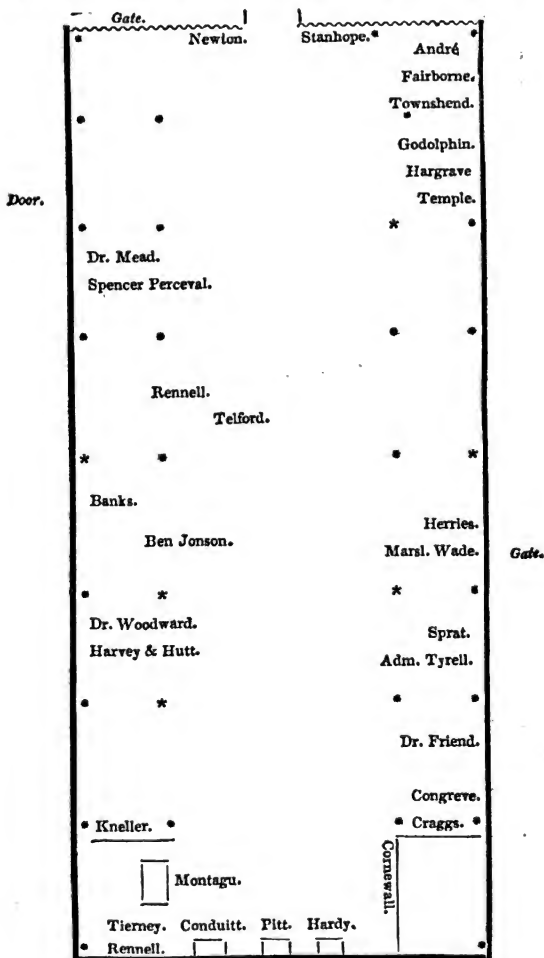 Gate.
Newton. Stanhope.
André
Fairborne.
Townshend.
Godolphin.
Hargrave
Door. Temple.
Dr. Mead.
Spencer Perceval.
Rennell.
Telford.
Banks.
Herries.
Ben Jonson. Marsl. Wade. Gate.
Dr. Woodward. Sprat.
Harvey & Hutt. Adm. Tyrell.
Dr. Friend.
Congreve.
Kneller. Craggs.
Cornewall.
Montagu.
Tierney. Conduitt. Pitt. Hardy.
Rennell.